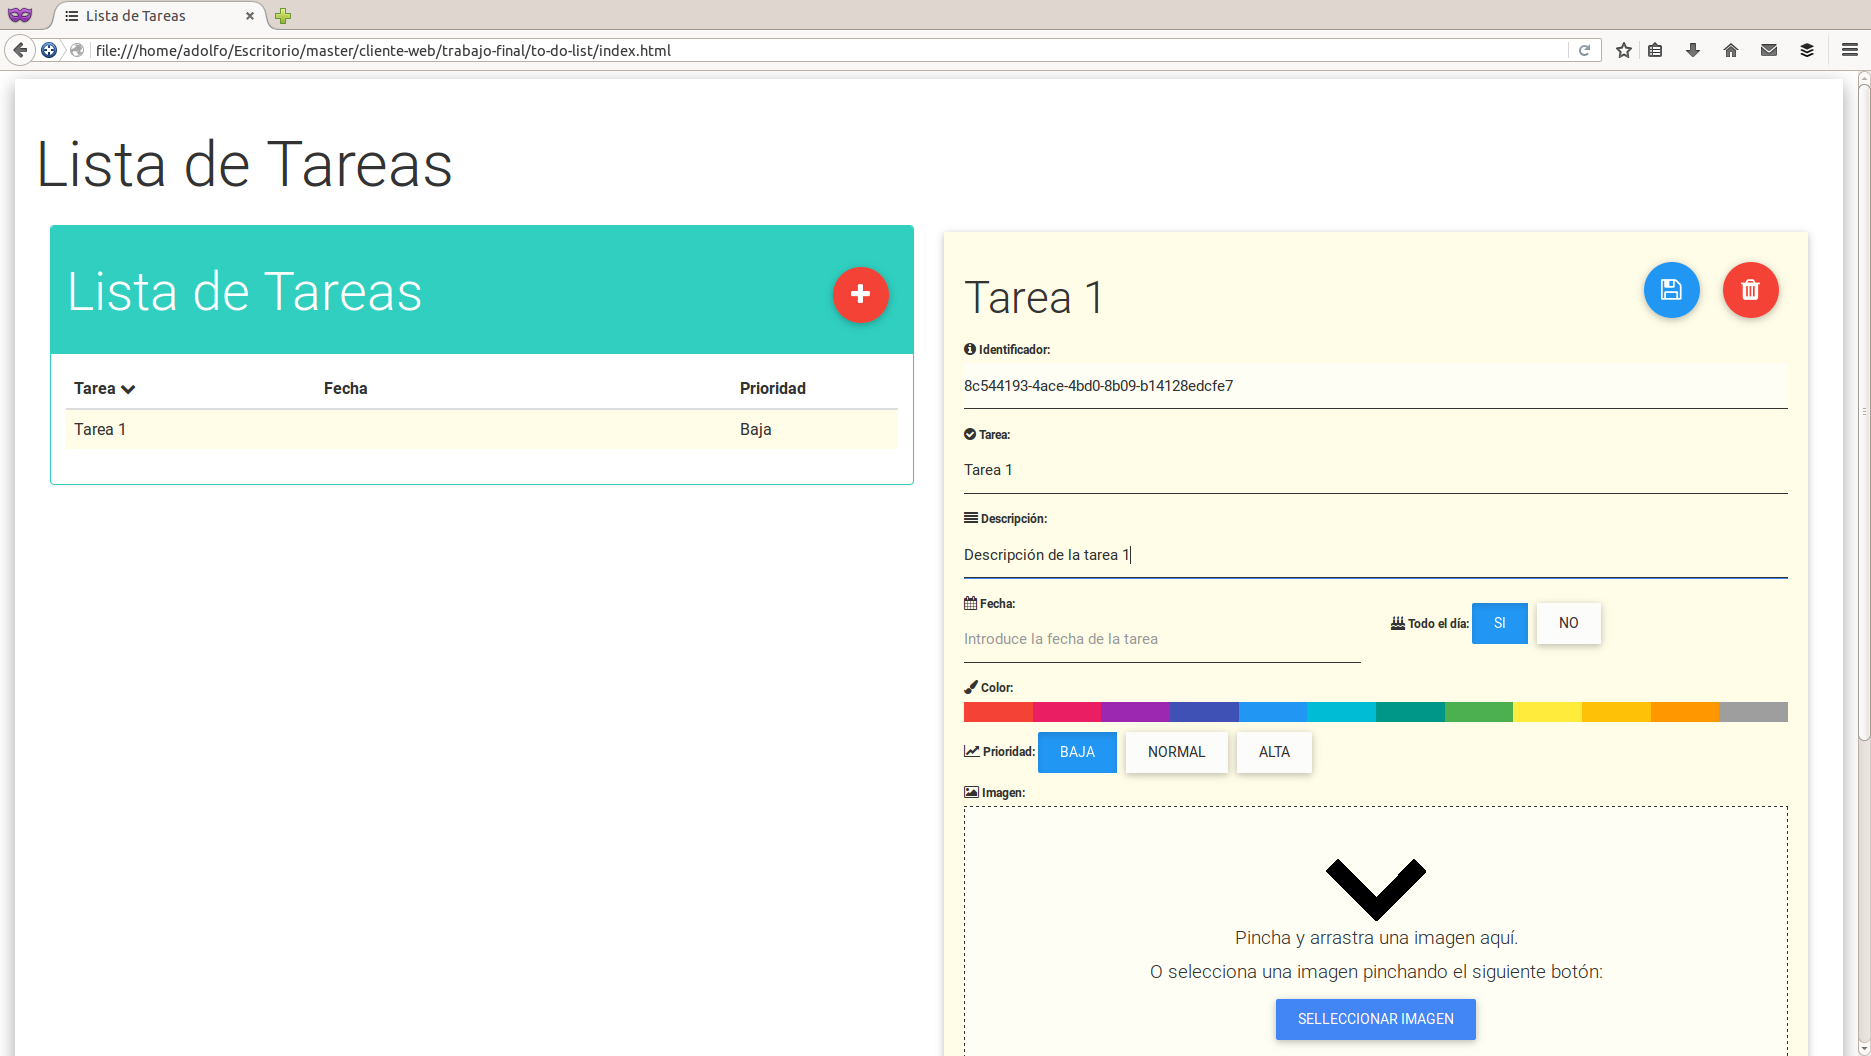 Lista de Tareas
file:///home/adolfo/Escritorio/master/cliente-web/trabajo-final/to-do-list/index.html
Lista de Tareas
Lista de Tareas
Tarea Fecha Prioridad
Tarea 1 Baja
Tarea 1
Identificador:
8c544193-4ace-4bd0-8b09-b14128edcfe7
Tarea:
Tarea 1
Descripción:
Descripción de la tarea 1
Fecha:
Introduce la fecha de la tarea
Todo el día: SI NO
Color:
Prioridad: BAJA NORMAL ALTA
Imagen:
Pincha y arrastra una imagen aquí.
O selecciona una imagen pinchando el siguiente botón:
SELLECCIONAR IMAGEN